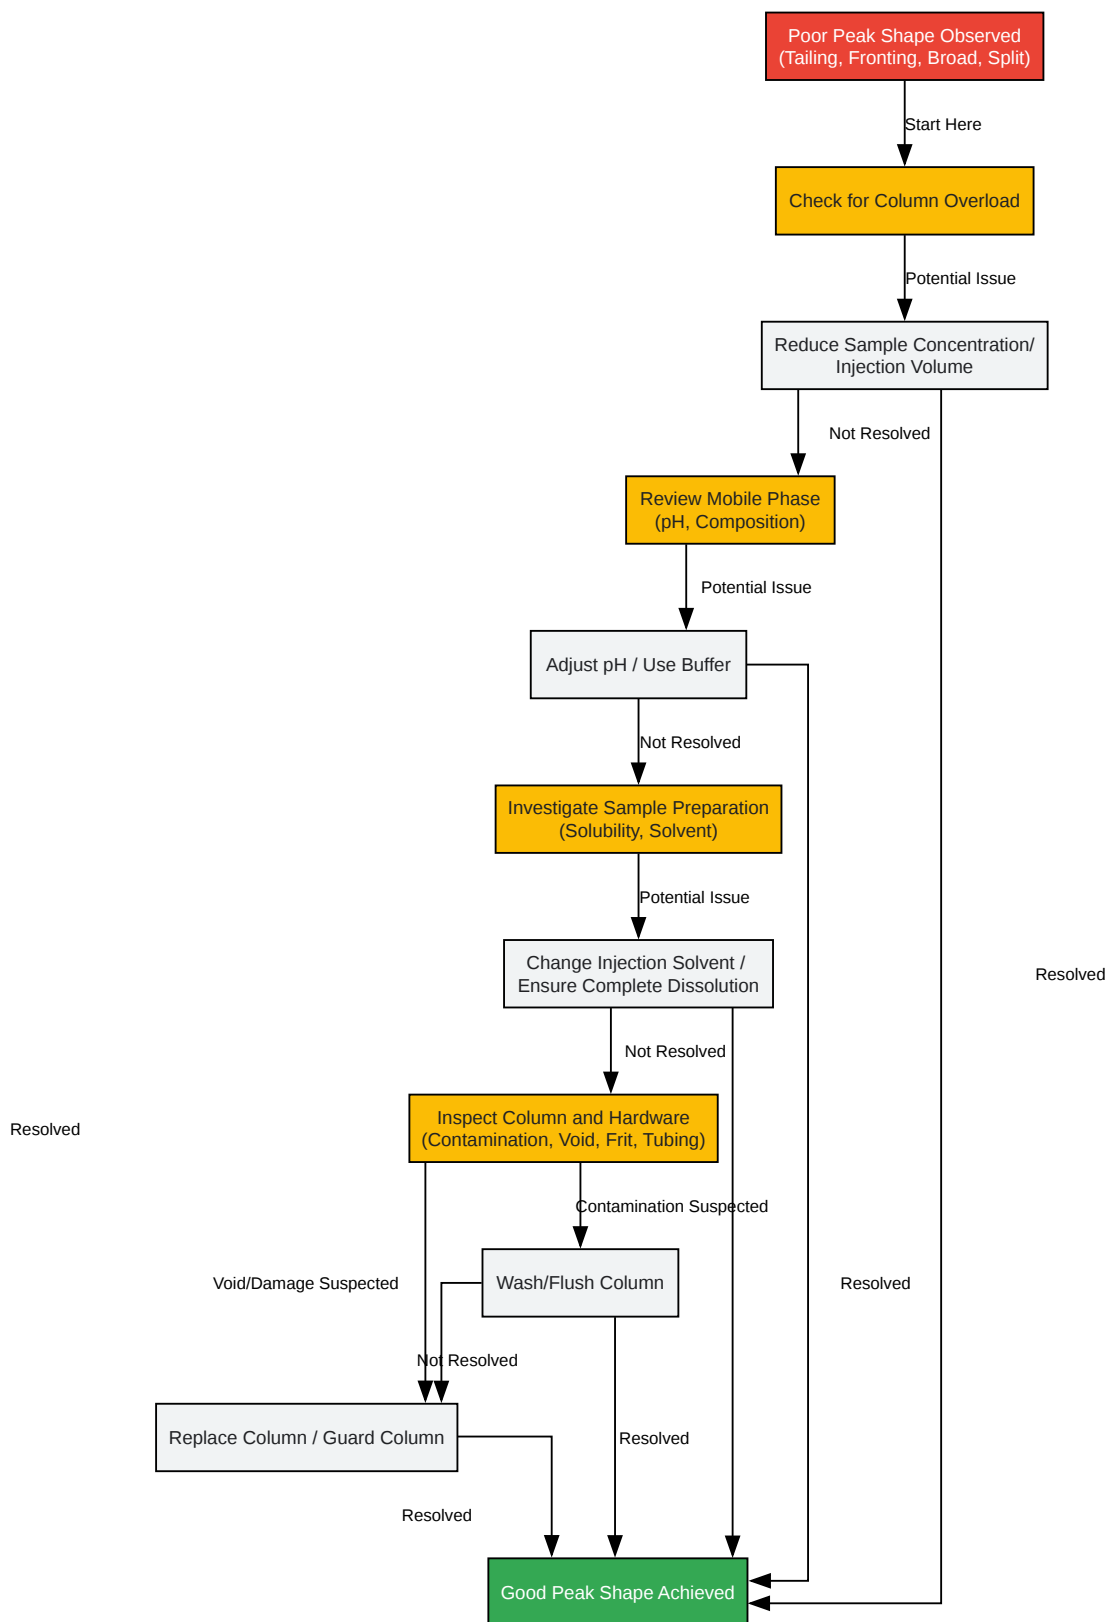 Poor Peak Shape Observed
(Tailing, Fronting, Broad, Split)
Start Here
Check for Column Overload
Potential Issue
Reduce Sample Concentration/
Injection Volume
Not Resolved
Review Mobile Phase
(pH, Composition)
Potential Issue
Adjust pH / Use Buffer
Not Resolved
Investigate Sample Preparation
(Solubility, Solvent)
Potential Issue
Change Injection Solvent /
Ensure Complete Dissolution
Resolved
Not Resolved
Inspect Column and Hardware
(Contamination, Void, Frit, Tubing)
Resolved
Contamination Suspected
Void/Damage Suspected
Wash/Flush Column
Resolved
Not Resolved
Replace Column / Guard Column
Resolved
Resolved
Good Peak Shape Achieved